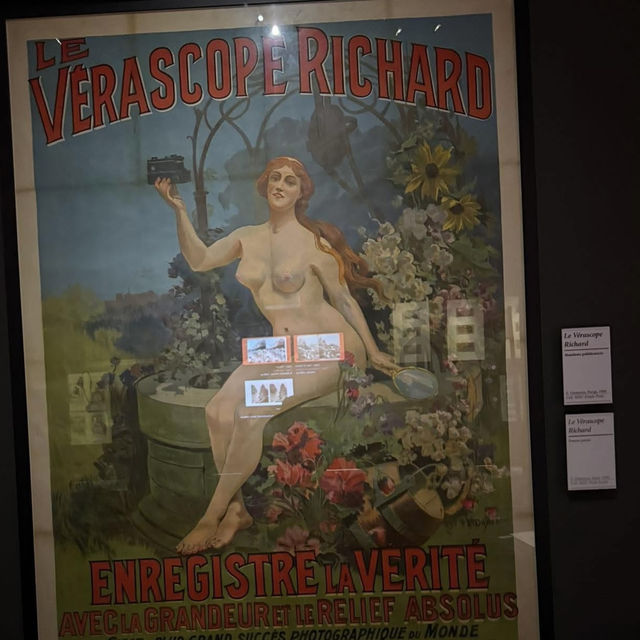 LE
VÉRASCOPE RICHARD
ENREGISTRE LA VÉRITÉ
AVEC LA GRANDEUR ET LE RELIEF ABSOLUS
PLUS GRAND SUCCÈS PHOTOGRAPHIQUE DU MONDE
Le Vérascope
Richard
Le Vérascope
Richard